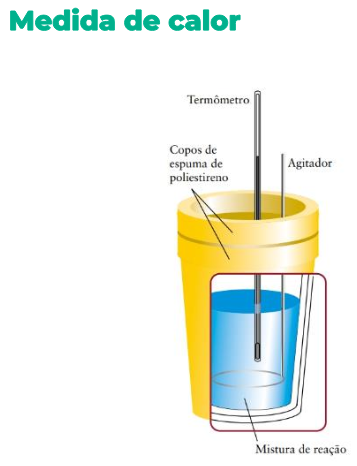 Medida de calor
Termômetro
Copos de
espuma de
poliestireno
Agitador
Mistura de reação